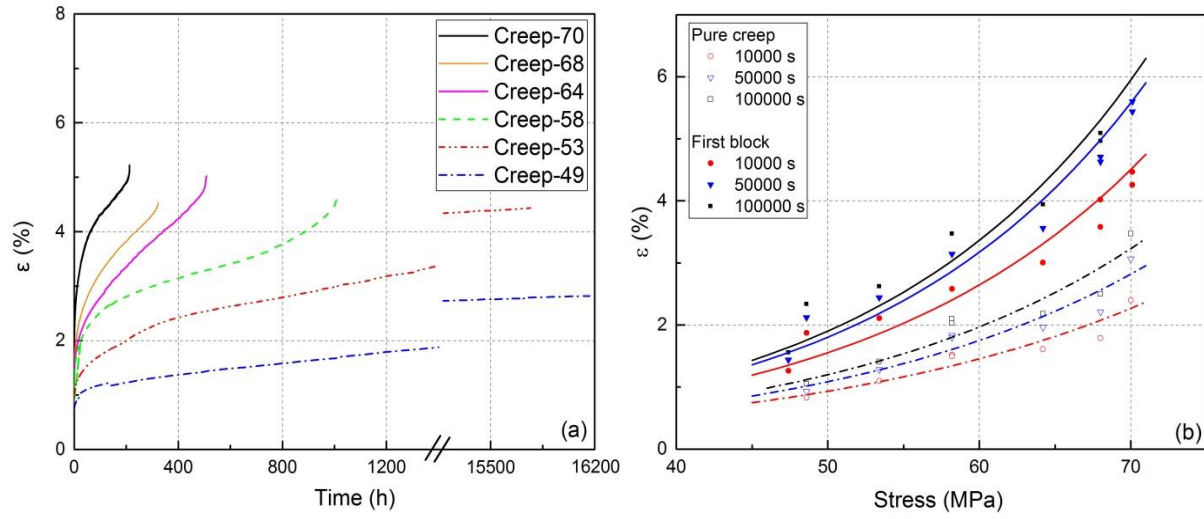 8
6
4
2
0
ε (%)
Creep-70
Creep-68
Creep-64
Creep-58
Creep-53
Creep-49
(a)
0 400 800 1200 15500 16200
Time (h)
6
4
2
0
ε (%)
Pure creep
10000 s
50000 s
100000 s
First block
10000 s
50000 s
100000 s
(b)
40 50 60 70
Stress (MPa)